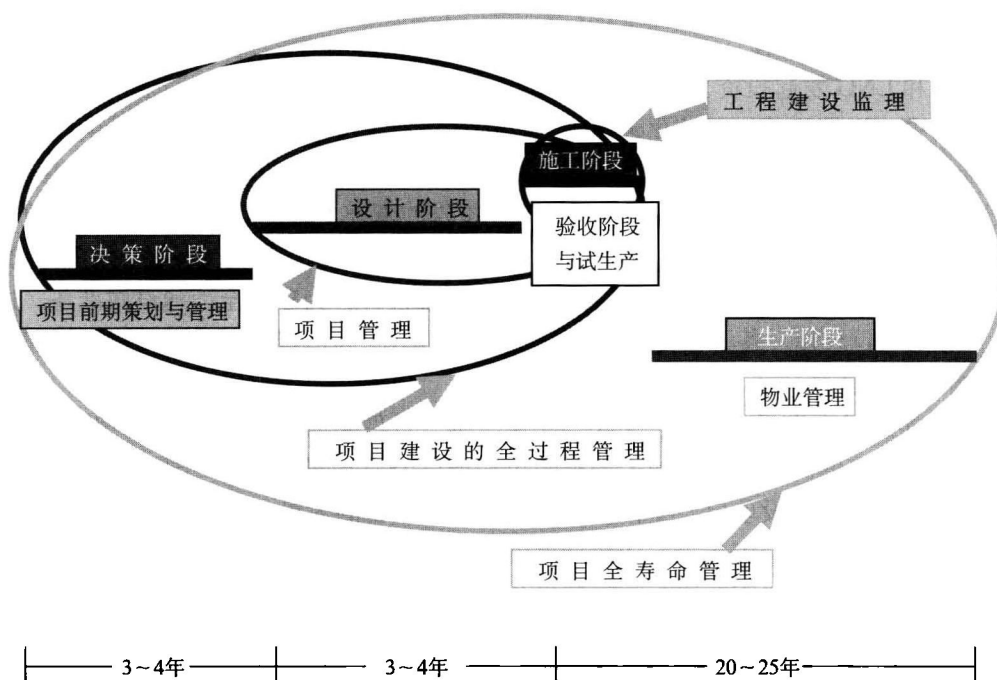 工程建设监理
施工阶段
设计阶段
验收阶段
与试生产
决策阶段
项目前期策划与管理
项目管理
生产阶段
物业管理
项目建设的全过程管理
项目全寿命管理
3~4年
3~4年
20~25年